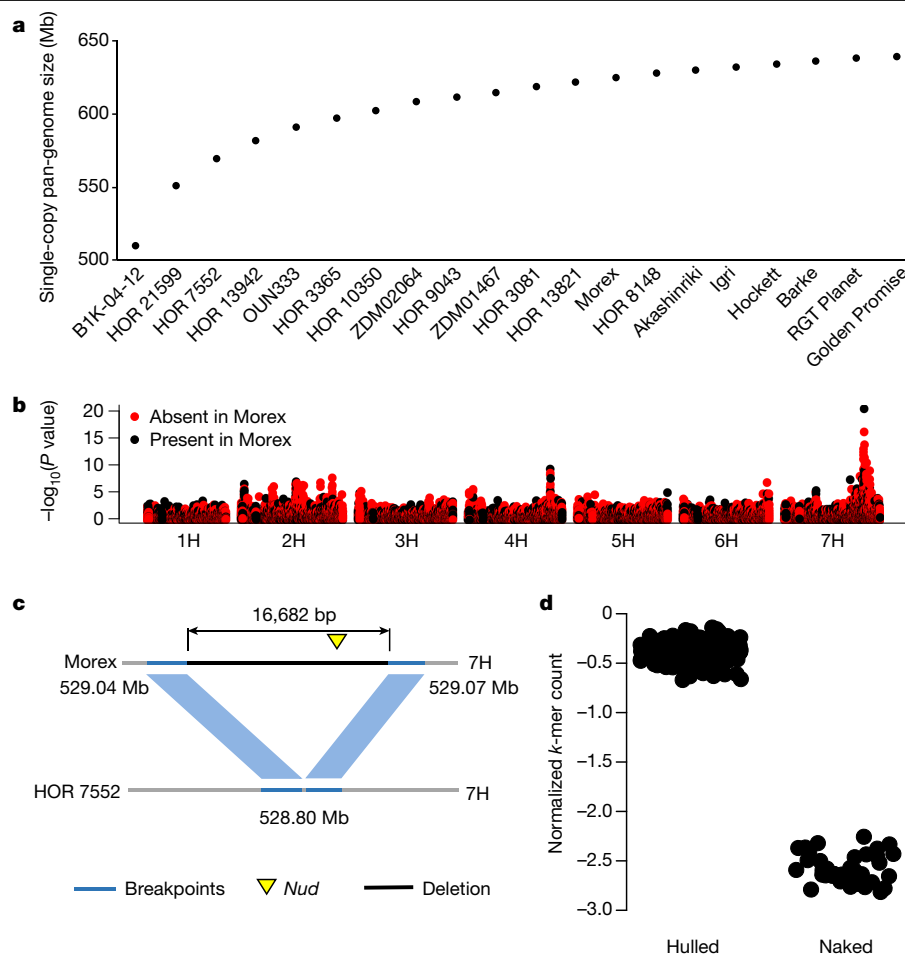 a
Single-copy pan-genome size (Mb)
650
600
550
500
B1K-04-12
HOR 21599
HOR 7552
HOR 13942
OUN333
HOR 3365
HOR 10350
ZDM02064
HOR 9043
ZDM01467
HOR 3081
HOR 13821
Morex
HOR 8148
Akashinriki
Igri
Hockett
Barke
RGT Planet
Golden Promise
b
–log10(P value)
20
15
10
5
0
Absent in Morex
Present in Morex
1H
2H
3H
4H
5H
6H
7H
c
16,682 bp
Morex
7H
529.04 Mb
529.07 Mb
HOR 7552
7H
528.80 Mb
Breakpoints
Nud
Deletion
d
Normalized k-mer count
0
–0.5
–1.0
–1.5
–2.0
–2.5
–3.0
Hulled
Naked